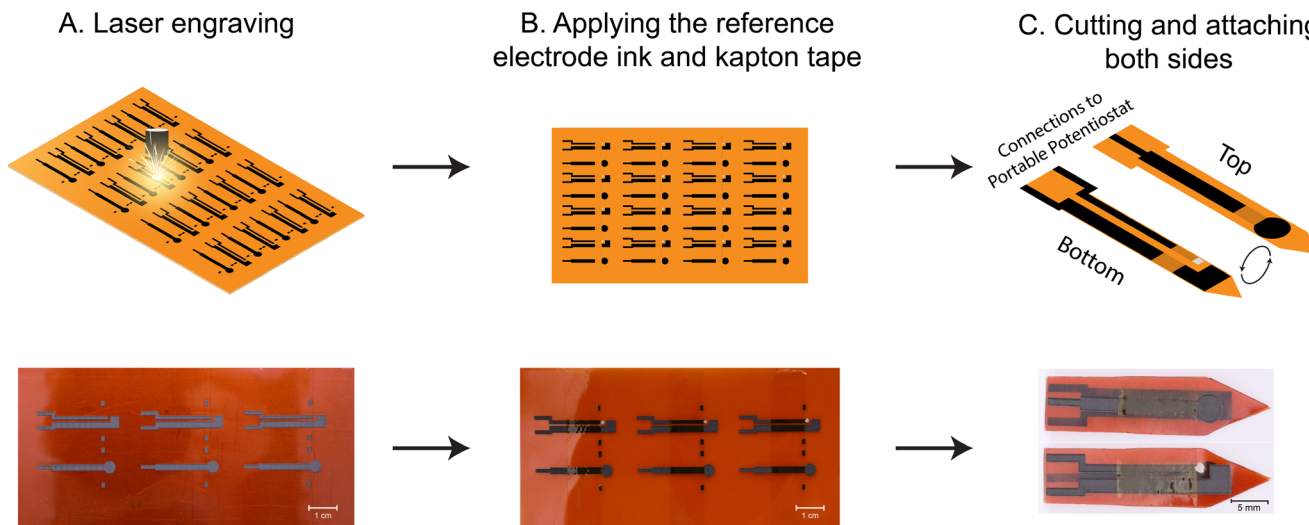 A. Laser engraving
B. Applying the reference
electrode ink and kapton tape
C. Cutting and attaching
both sides
Connections to
Portable Potentiostat
Top
Bottom
1 cm
1 cm
5 mm